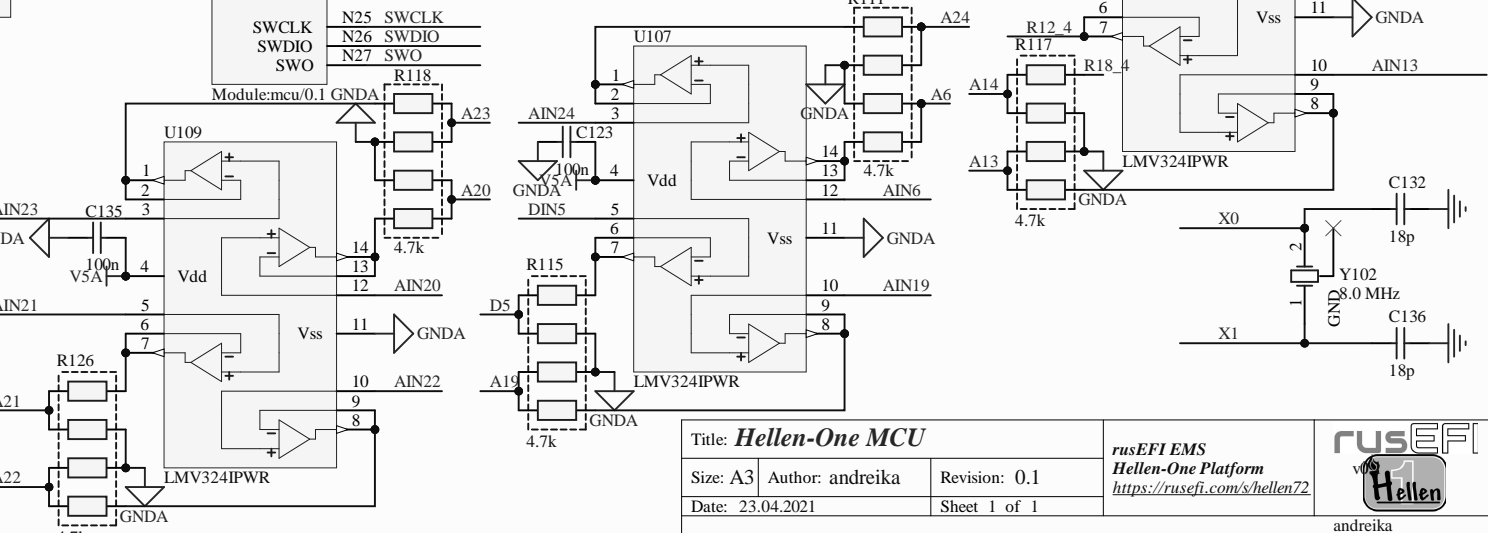 SWCLK N25 SWCLK
SWDIO N26 SWDIO
SWO N27 SWO
Module:mcu/0.1
GNDA
R118
A23
A20
4.7k
U109
1
2
3
C135
100n
V5A
4
Vdd
5
6
7
14
13
12 AIN20
Vss 11 GNDA
10 AIN22
9
8
LMV324IPWR
R126
GNDA
U107
1
2
AIN24 3
C123
100n
GNDA
V5A
4
Vdd
DIN5 5
6
7
14
13
12 AIN6
Vss 11 GNDA
10 AIN19
9
8
LMV324IPWR
A24
GNDA
A6
4.7k
R115
D5
A19
GNDA
4.7k
6
R12_4 7
R117
R18_4
A14
A13
4.7k
GNDA
Vss 11 GNDA
10 AIN13
9
8
LMV324IPWR
C132
18p
X0
2
Y102
8.0 MHz
GND
1
X1
C136
18p
Title: Hellen-One MCU
Size: A3 Author: andreika Revision: 0.1
Date: 23.04.2021 Sheet 1 of 1
rusEFI EMS
Hellen-One Platform
https://rusefi.com/s/hellen72
rusEFI
1
Hellen
andreika